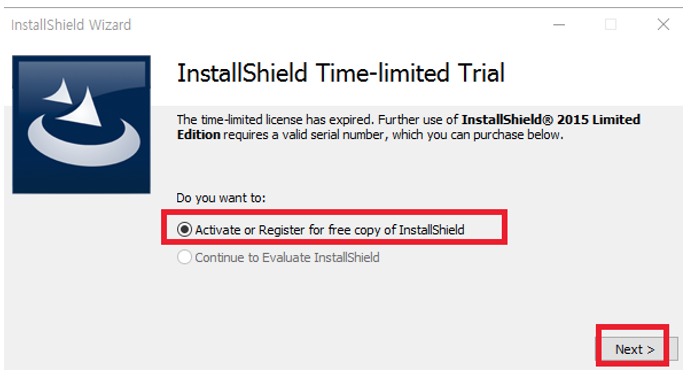 InstallShield Wizard
InstallShield Time-limited Trial
The time-limited license has expired. Further use of InstallShield® 2015 Limited
Edition requires a valid serial number, which you can purchase below.
Do you want to:
Activate or Register for free copy of InstallShield
Continue to Evaluate InstallShield
Next >